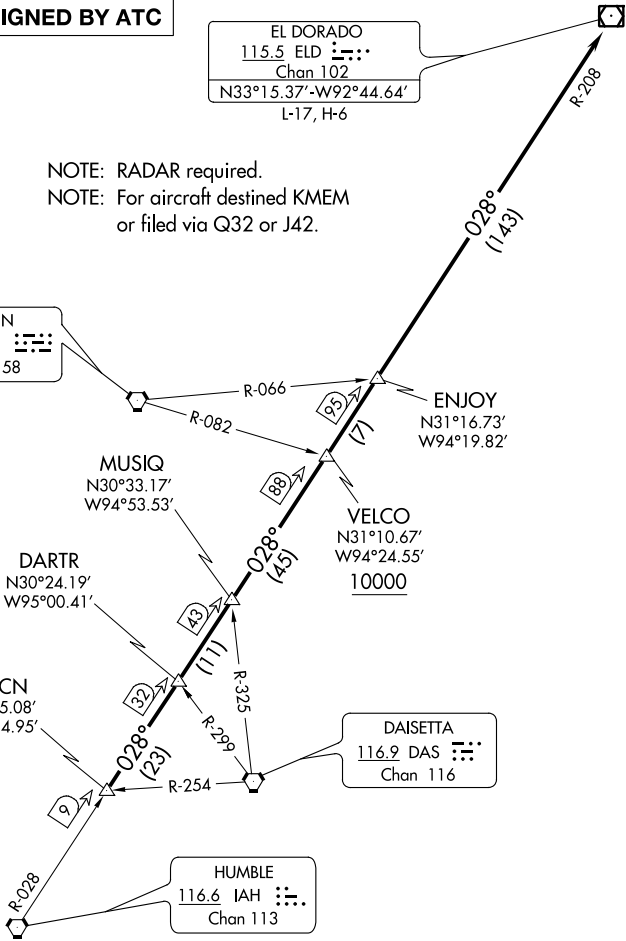 IGNED BY ATC
EL DORADO
115.5 ELD
Chan 102
N33°15.37'-W92°44.64'
L-17, H-6
R-208
NOTE: RADAR required.
NOTE: For aircraft destined KMEM
or filed via Q32 or J42.
028°
(143)
N
58
R-066
R-082
95
(7)
ENJOY
N31°16.73'
W94°19.82'
88
VELCO
N31°10.67'
W94°24.55'
10000
MUSIQ
N30°33.17'
W94°53.53'
028°
(45)
DARTR
N30°24.19'
W95°00.41'
43
(11)
R-325
32
R-299
CN
5.08'
4.95'
028°
(23)
R-254
DAISETTA
116.9 DAS
Chan 116
9
R-028
HUMBLE
116.6 IAH
Chan 113